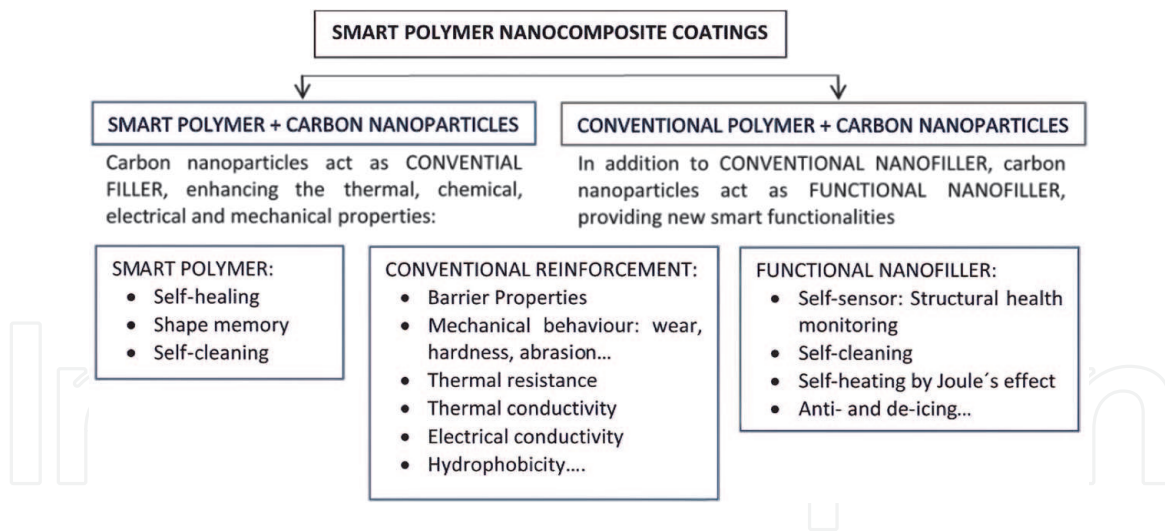 SMART POLYMER NANOCOMPOSITE COATINGS
SMART POLYMER + CARBON NANOPARTICLES
Carbon nanoparticles act as CONVENTIAL
FILLER, enhancing the thermal, chemical,
electrical and mechanical properties:
CONVENTIONAL POLYMER + CARBON NANOPARTICLES
In addition to CONVENTIONAL NANOFILLER, carbon
nanoparticles act as FUNCTIONAL NANOFILLER,
providing new smart functionalities
SMART POLYMER:
• Self-healing
• Shape memory
• Self-cleaning
CONVENTIONAL REINFORCEMENT:
• Barrier Properties
• Mechanical behaviour: wear,
hardness, abrasion…
• Thermal resistance
• Thermal conductivity
• Electrical conductivity
• Hydrophobicity….
FUNCTIONAL NANOFILLER:
• Self-sensor: Structural health
monitoring
• Self-cleaning
• Self-heating by Joule´s effect
• Anti- and de-icing…